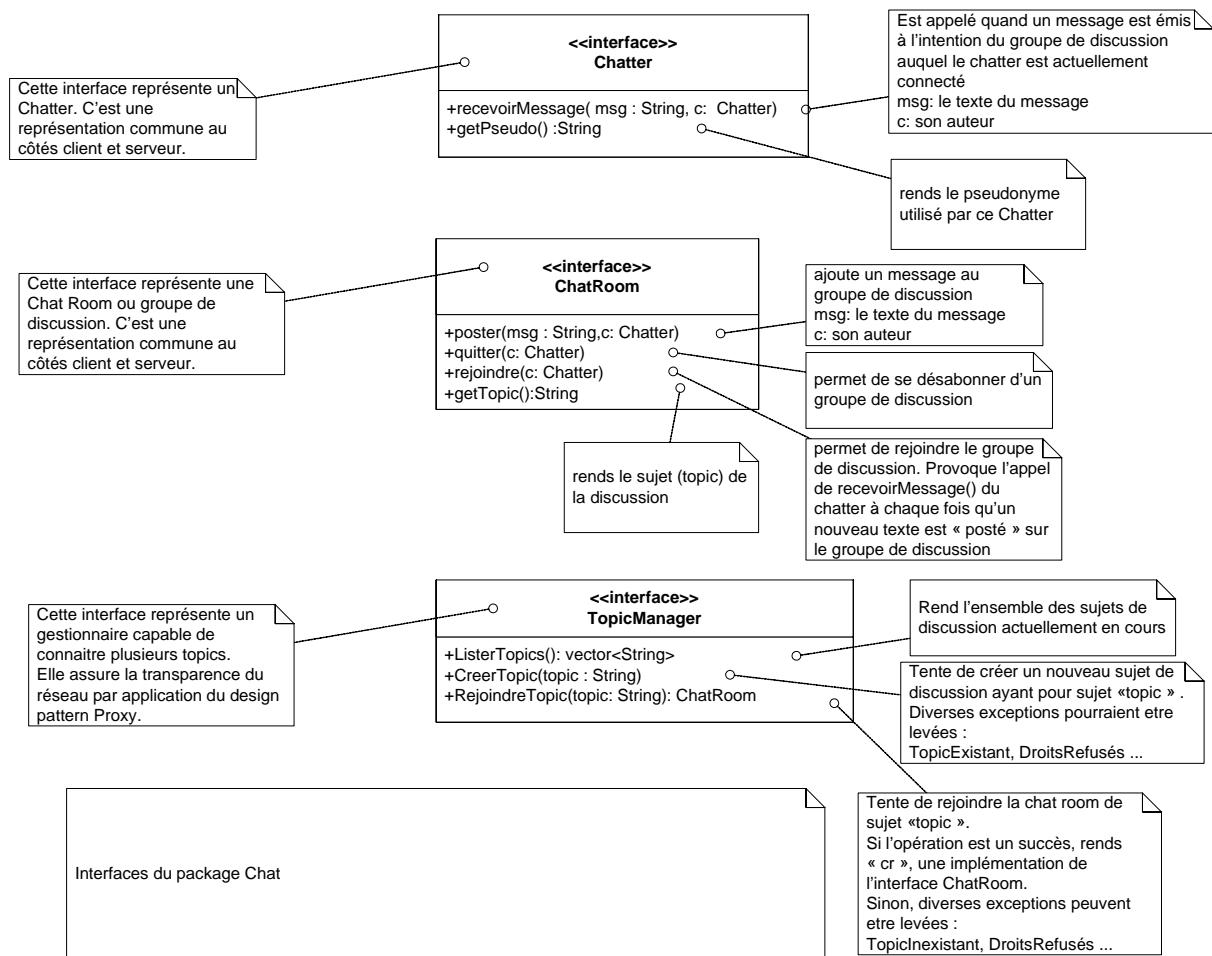 Est appelé quand un message est émis
à l'intention du groupe de discussion
auquel le chatter est actuellement
connecté
msg: le texte du message
c: son auteur
<<interface>>
Chatter
+recevoirMessage( msg : String, c:  Chatter)
+getPseudo() :String
Cette interface représente un
Chatter. C'est une
représentation commune au
côtés client et serveur.
rends le pseudonyme
utilisé par ce Chatter
<<interface>>
ChatRoom
+poster(msg : String,c: Chatter)
+quitter(c: Chatter)
+rejoindre(c: Chatter)
+getTopic():String
Cette interface représente une
Chat Room ou groupe de
discussion. C'est une
représentation commune au
côtés client et serveur.
ajoute un message au
groupe de discussion
msg: le texte du message
c: son auteur
permet de se désabonner d'un
groupe de discussion
rends le sujet (topic) de
la discussion
permet de rejoindre le groupe
de discussion. Provoque l'appel
de recevoirMessage() du
chatter à chaque fois qu'un
nouveau texte est « posté » sur
le groupe de discussion
<<interface>>
TopicManager
+ListerTopics(): vector<String>
+CreerTopic(topic : String)
+RejoindreTopic(topic: String): ChatRoom
Cette interface représente un
gestionnaire capable de
connaitre plusieurs topics.
Elle assure la transparence du
réseau par application du design
pattern Proxy.
Rend l'ensemble des sujets de
discussion actuellement en cours
Tente de créer un nouveau sujet de
discussion ayant pour sujet «topic » .
Diverses exceptions pourraient etre
levées :
TopicExistant, DroitsRefusés ...
Tente de rejoindre la chat room de
sujet «topic ».
Si l'opération est un succès, rends
« cr », une implémentation de
l'interface ChatRoom.
Sinon, diverses exceptions peuvent
etre levées :
TopicInexistant, DroitsRefusés ...
Interfaces du package Chat